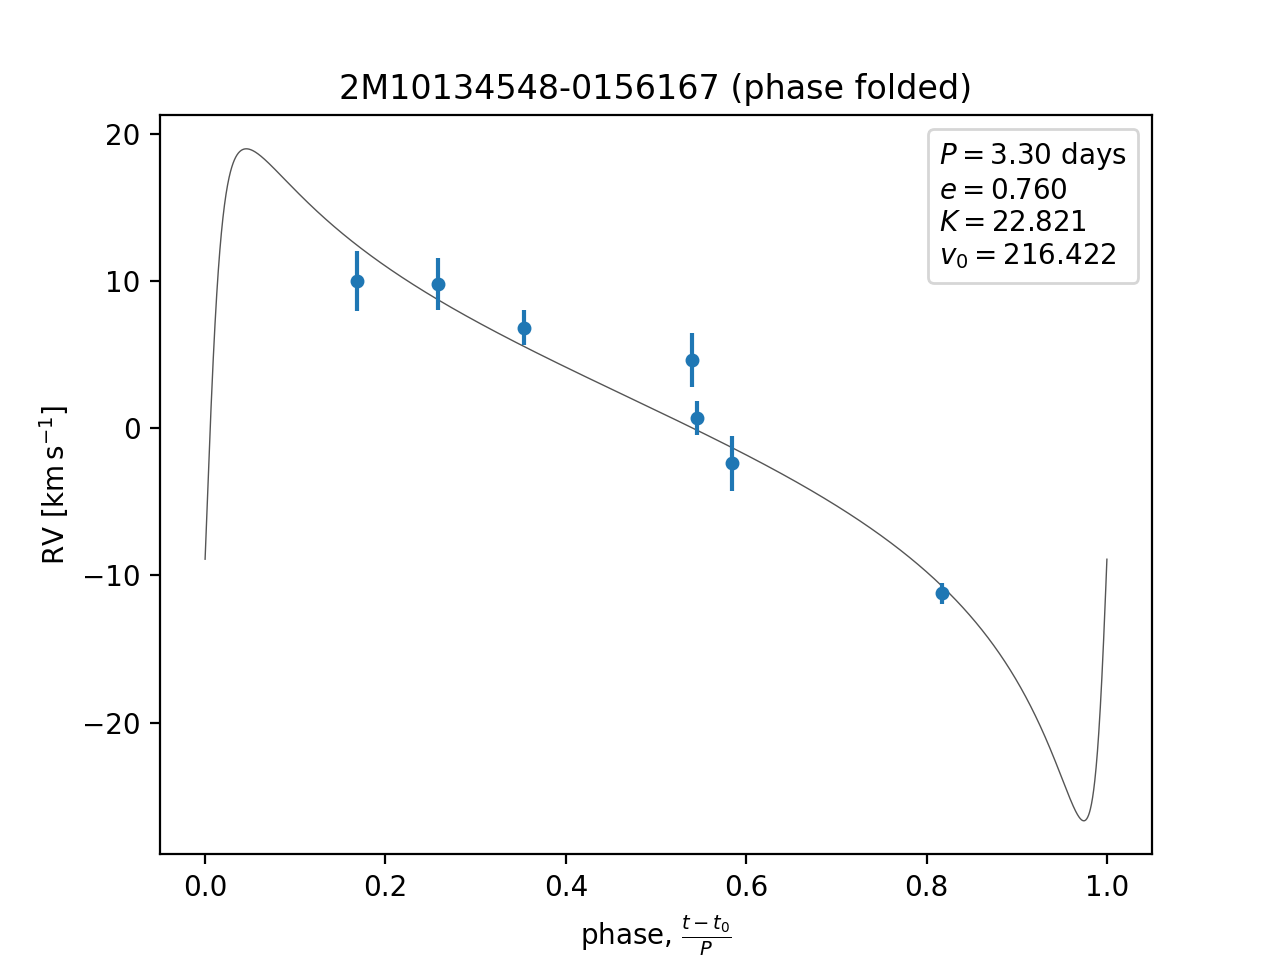 2M10134548-0156167 (phase folded)
P = 3.30 days
e = 0.760
K = 22.821
v₀ = 216.422
20
10
0
−10
−20
RV [km s⁻¹]
0.0 0.2 0.4 0.6 0.8 1.0
phase, (t − t₀)/P